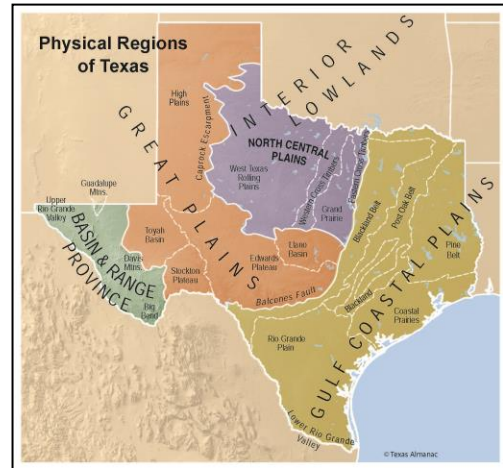 Physical Regions
of Texas
INTERIOR
LOWLANDS
GREAT PLAINS
High
Plains
Caprock Escarpment
NORTH CENTRAL
PLAINS
West Texas
Rolling
Plains
Western Cross Timbers
Grand
Prairie
Eastern Cross Timbers
Blackland Belt
Post Oak Belt
Pine
Belt
Guadalupe
Mtns.
Upper
Rio Grande
Valley
BASIN & RANGE
PROVINCE
Davis
Mtns.
Big
Bend
Toyah
Basin
Stockton
Plateau
Edwards
Plateau
Llano
Basin
Balcones Fault
Blackland
Coastal
Prairies
GULF COASTAL PLAINS
Rio Grande
Plain
Lower Rio Grande
Valley
© Texas Almanac